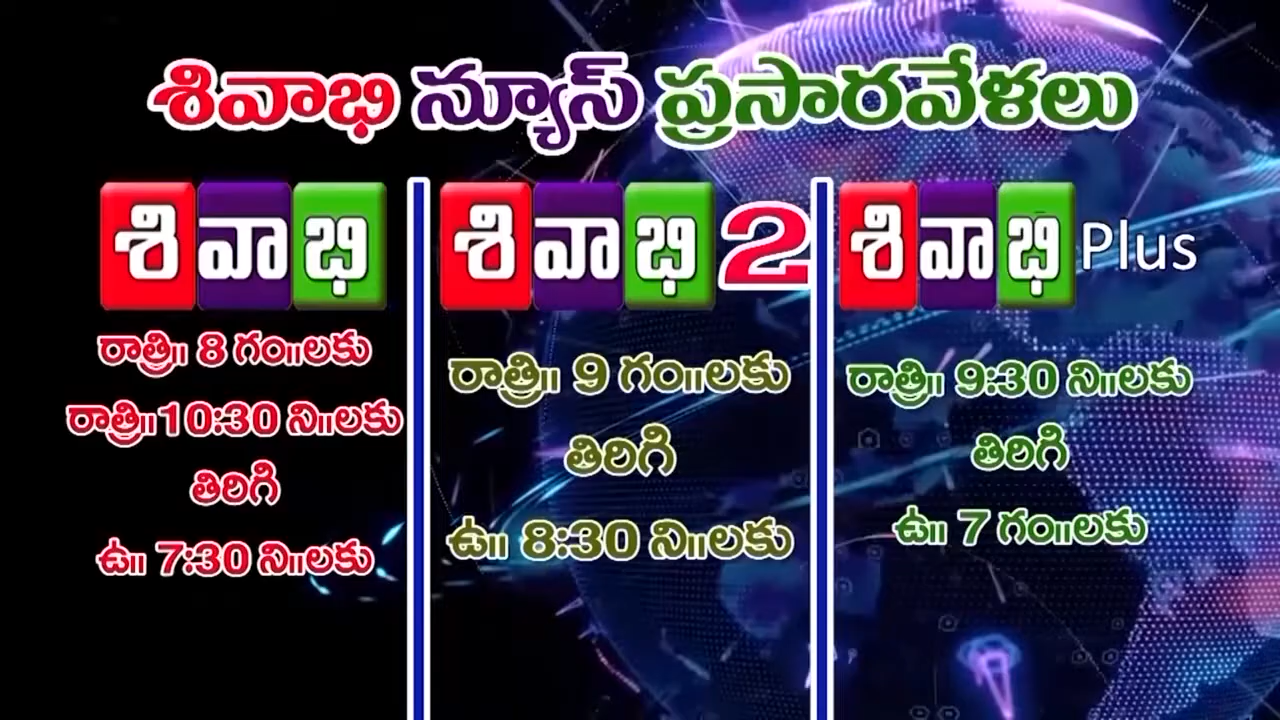 శివాభి న్యూస్ ప్రసారవేళలు
శివాభి
రాత్రి॥ 8 గం॥లకు
రాత్రి॥10:30 ని॥లకు
తిరిగి
ఉ॥ 7:30 ని॥లకు
శివాభి 2
రాత్రి॥ 9 గం॥లకు
తిరిగి
ఉ॥ 8:30 ని॥లకు
శివాభి Plus
రాత్రి॥ 9:30 ని॥లకు
తిరిగి
ఉ॥ 7 గం॥లకు